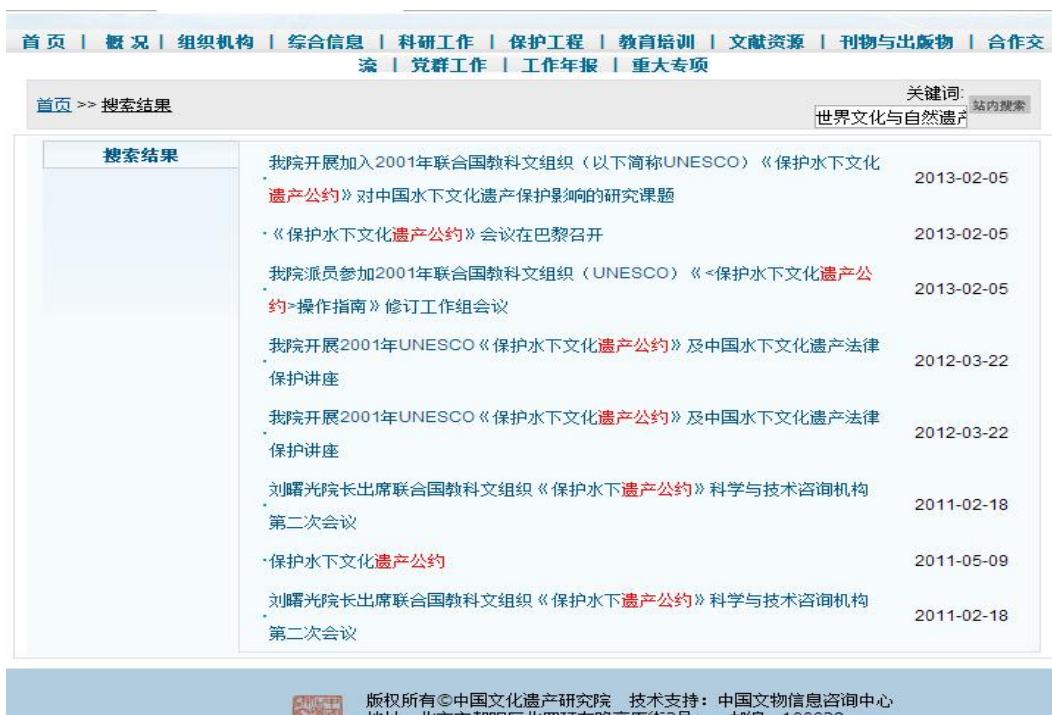 首 页 | 概 况 | 组织机构 | 综合信息 | 科研工作 | 保护工程 | 教育培训 | 文献资源 | 刊物与出版物 | 合作交
流 | 党群工作 | 工作年报 | 重大专项
首页 >> 搜索结果
关键词:
世界文化与自然遗产
站内搜索
搜索结果
我院开展加入2001年联合国教科文组织（以下简称UNESCO）《保护水下文化
遗产公约》对中国水下文化遗产保护影响的研究课题
2013-02-05
·《保护水下文化遗产公约》会议在巴黎召开
2013-02-05
我院派员参加2001年联合国教科文组织（UNESCO）《<保护水下文化遗产公
约>操作指南》修订工作组会议
2013-02-05
我院开展2001年UNESCO《保护水下文化遗产公约》及中国水下文化遗产法律
保护讲座
2012-03-22
我院开展2001年UNESCO《保护水下文化遗产公约》及中国水下文化遗产法律
保护讲座
2012-03-22
刘曙光院长出席联合国教科文组织《保护水下遗产公约》科学与技术咨询机构
第二次会议
2011-02-18
·保护水下文化遗产公约
2011-05-09
刘曙光院长出席联合国教科文组织《保护水下遗产公约》科学与技术咨询机构
第二次会议
2011-02-18
版权所有©中国文化遗产研究院 技术支持：中国文物信息咨询中心